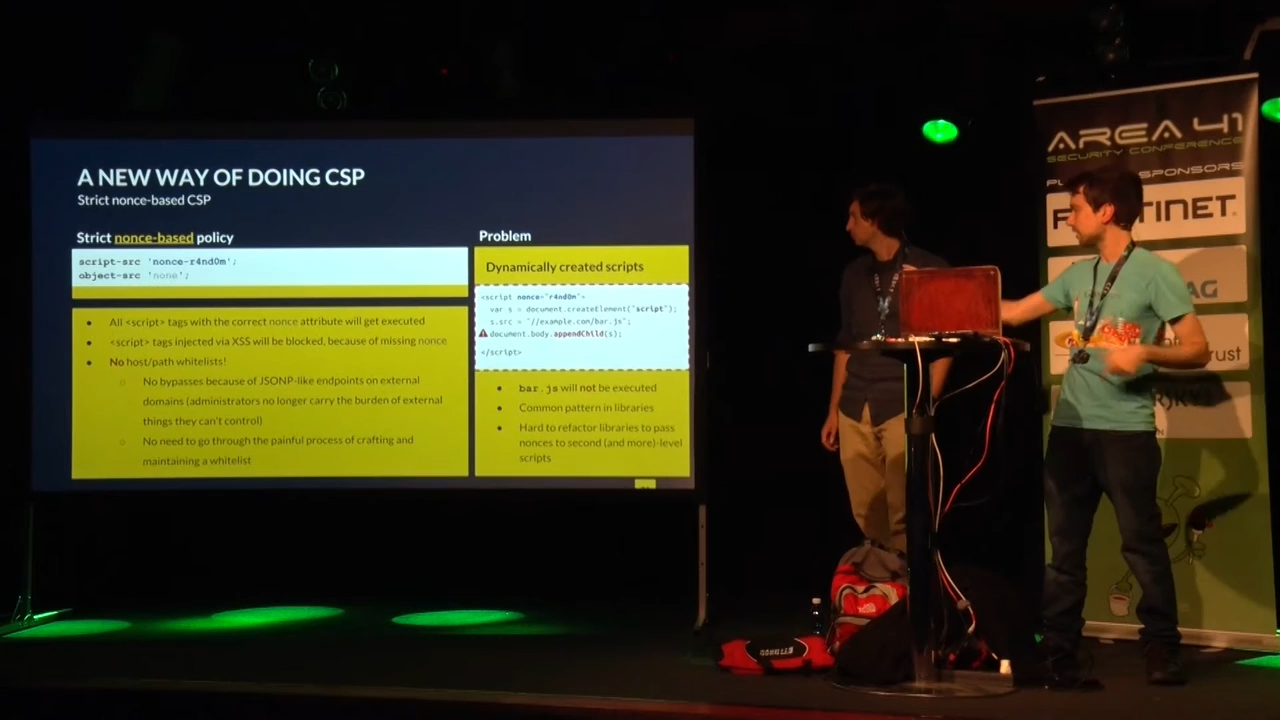 A NEW WAY OF DOING CSP
Strict nonce-based CSP
Strict nonce-based policy
script-src 'nonce-r4nd0m';
object-src 'none';
All <script> tags with the correct nonce attribute will get executed
<script> tags injected via XSS will be blocked, because of missing nonce
No host/path whitelists!
No bypasses because of JSONP-like endpoints on external
domains (administrators no longer carry the burden of external
things they can't control)
No need to go through the painful process of crafting and
maintaining a whitelist
Problem
Dynamically created scripts
<script nonce="r4nd0m">
var s = document.createElement("script");
s.src = "//example.com/bar.js";
document.body.appendChild(s);
</script>
bar.js will not be executed
Common pattern in libraries
Hard to refactor libraries to pass
nonces to second (and more)-level
scripts
AREA 41
SECURITY CONFERENCE
SPONSORS
TINET
AG
rust